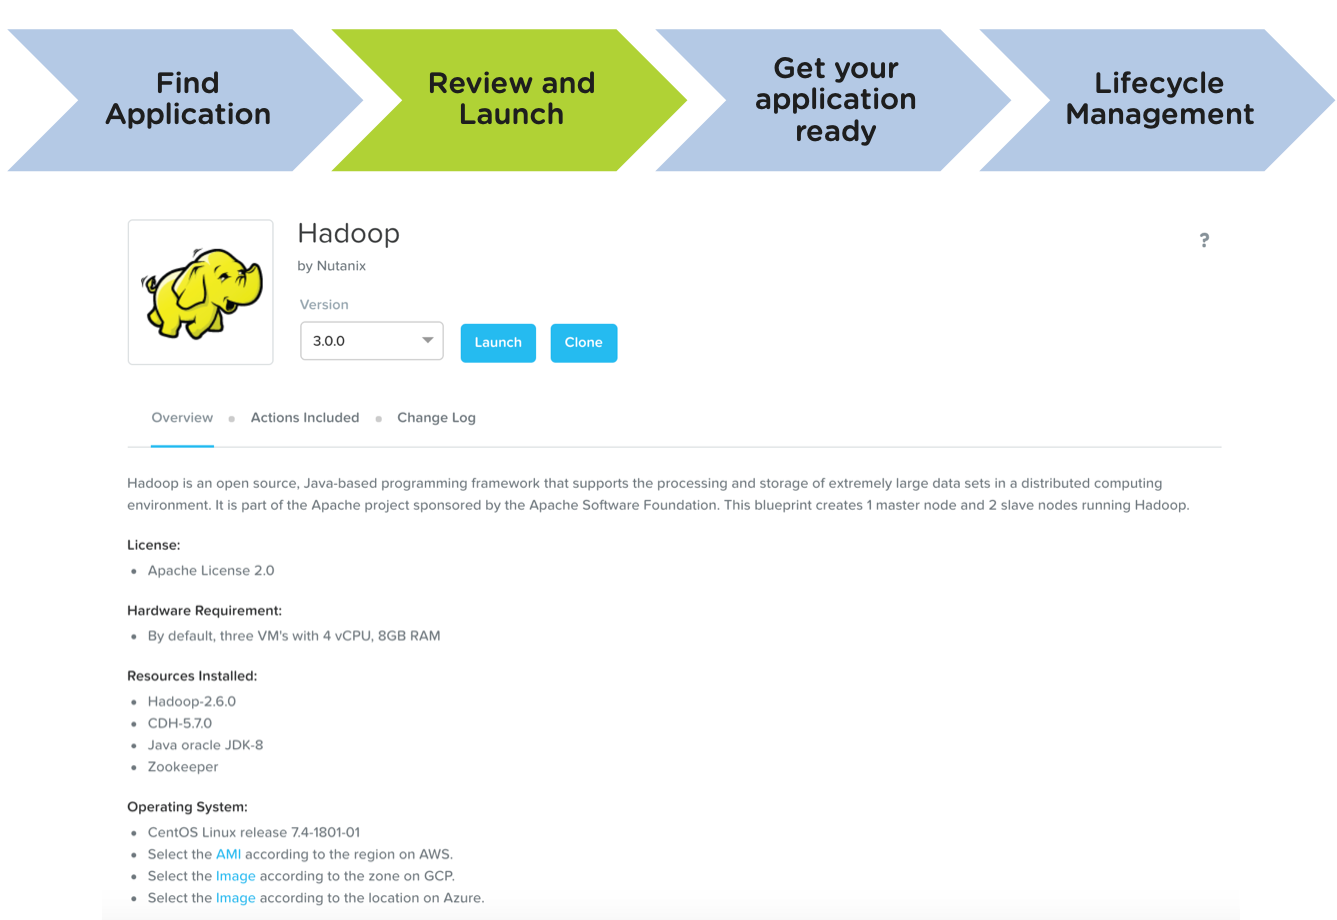 Find
Application
Review and
Launch
Get your
application
ready
Lifecycle
Management
Hadoop
?
by Nutanix
Version
3.0.0
Launch
Clone
Overview
Actions Included
Change Log
Hadoop is an open source, Java-based programming framework that supports the processing and storage of extremely large data sets in a distributed computing
environment. It is part of the Apache project sponsored by the Apache Software Foundation. This blueprint creates 1 master node and 2 slave nodes running Hadoop.
License:
• Apache License 2.0
Hardware Requirement:
• By default, three VM's with 4 vCPU, 8GB RAM
Resources Installed:
• Hadoop-2.6.0
• CDH-5.7.0
• Java oracle JDK-8
• Zookeeper
Operating System:
• CentOS Linux release 7.4-1801-01
• Select the AMI according to the region on AWS.
• Select the Image according to the zone on GCP.
• Select the Image according to the location on Azure.